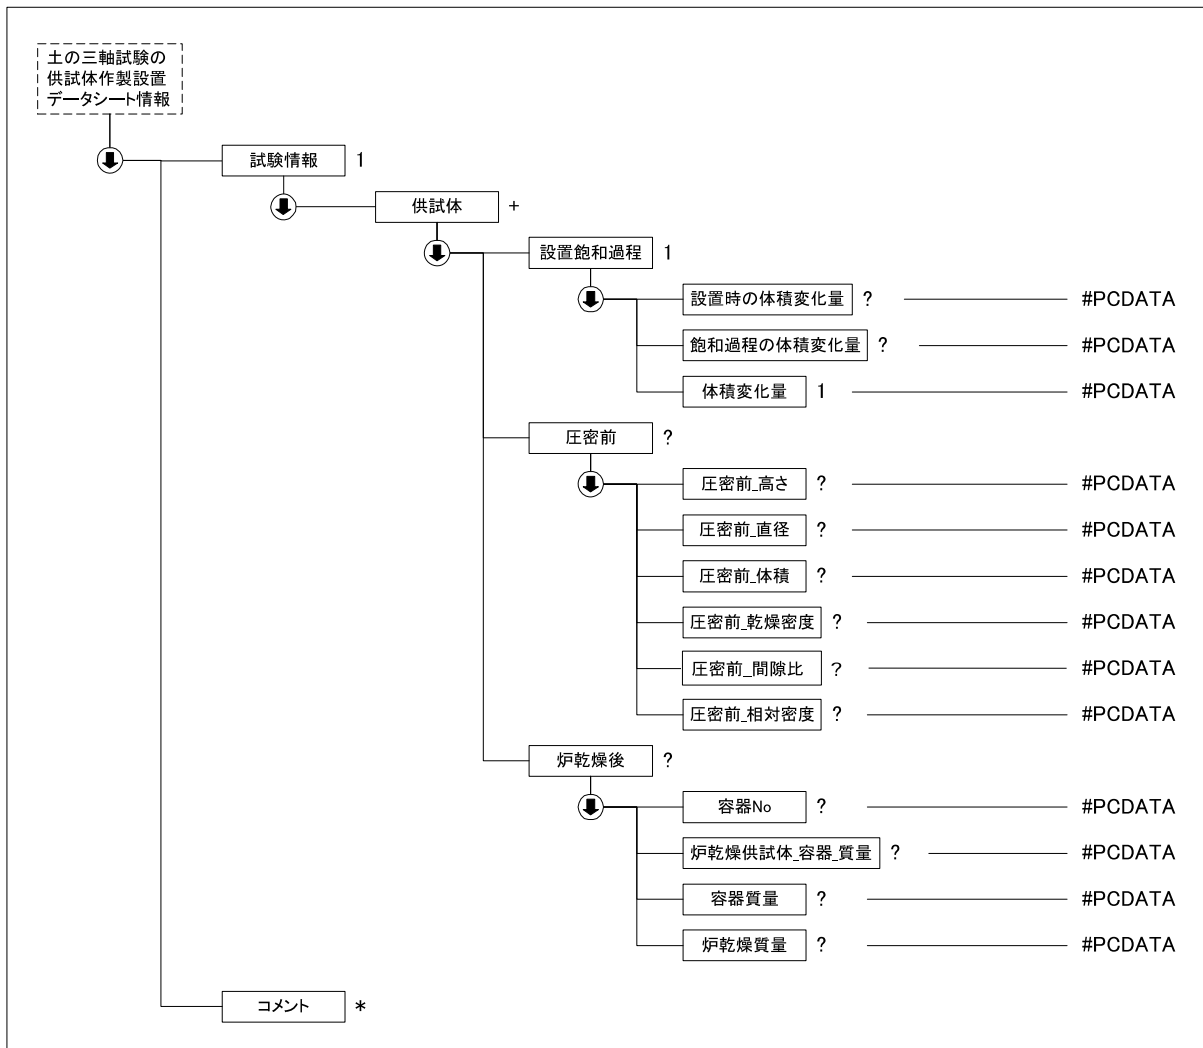 土の三軸試験の
供試体作製設置
データシート情報
試験情報 1
供試体 +
設置飽和過程 1
設置時の体積変化量 ? #PCDATA
飽和過程の体積変化量 ? #PCDATA
体積変化量 1 #PCDATA
圧密前 ?
圧密前_高さ ? #PCDATA
圧密前_直径 ? #PCDATA
圧密前_体積 ? #PCDATA
圧密前_乾燥密度 ? #PCDATA
圧密前_間隙比 ? #PCDATA
圧密前_相対密度 ? #PCDATA
炉乾燥後 ?
容器No ? #PCDATA
炉乾燥供試体_容器_質量 ? #PCDATA
容器質量 ? #PCDATA
炉乾燥質量 ? #PCDATA
コメント *